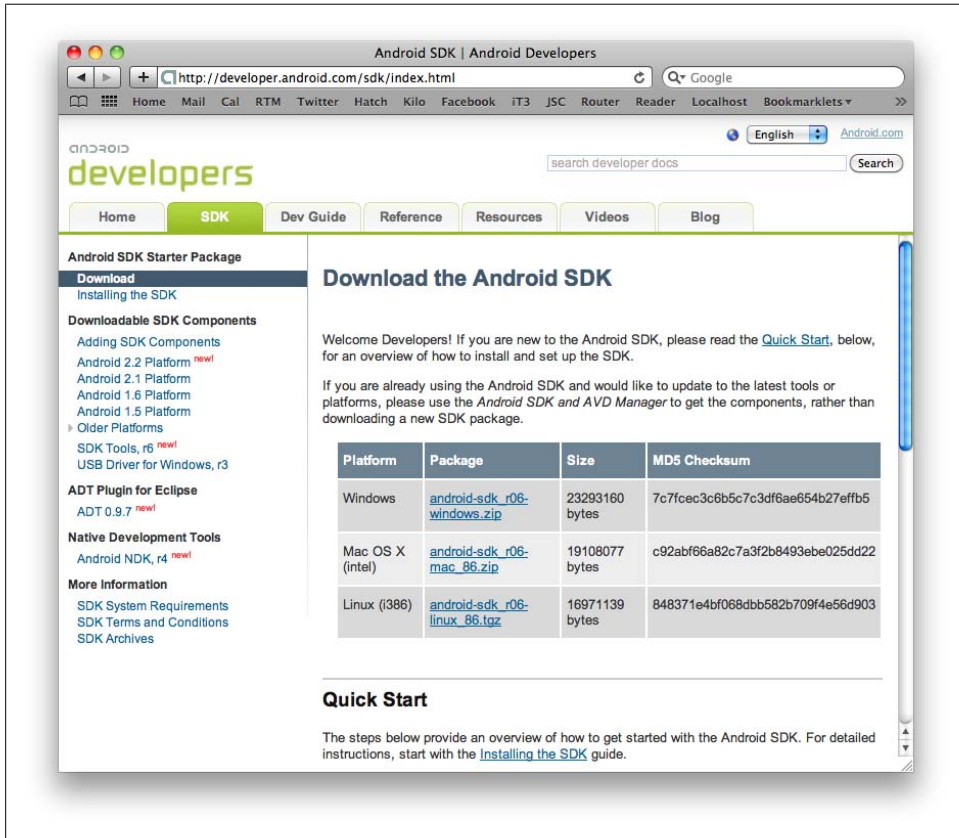 Android SDK | Android Developers
http://developer.android.com/sdk/index.html
Google
Home Mail Cal RTM Twitter Hatch Kilo Facebook iT3 JSC Router Reader Localhost Bookmarklets
English Android.com
android
developers
search developer docs Search
Home SDK Dev Guide Reference Resources Videos Blog
Android SDK Starter Package
Download
Installing the SDK
Downloadable SDK Components
Adding SDK Components
Android 2.2 Platform new!
Android 2.1 Platform
Android 1.6 Platform
Android 1.5 Platform
Older Platforms
SDK Tools, r6 new!
USB Driver for Windows, r3
ADT Plugin for Eclipse
ADT 0.9.7 new!
Native Development Tools
Android NDK, r4 new!
More Information
SDK System Requirements
SDK Terms and Conditions
SDK Archives
Download the Android SDK
Welcome Developers! If you are new to the Android SDK, please read the Quick Start, below,
for an overview of how to install and set up the SDK.
If you are already using the Android SDK and would like to update to the latest tools or
platforms, please use the Android SDK and AVD Manager to get the components, rather than
downloading a new SDK package.
Platform Package Size MD5 Checksum
Windows android-sdk_r06- 23293160 7c7fcec3c6b5c7c3df6ae654b27effb5
windows.zip bytes
Mac OS X android-sdk_r06- 19108077 c92abf66a82c7a3f2b8493ebe025dd22
(intel) mac_86.zip bytes
Linux (i386) android-sdk_r06- 16971139 848371e4bf068dbb582b709f4e56d903
linux_86.tgz bytes
Quick Start
The steps below provide an overview of how to get started with the Android SDK. For detailed
instructions, start with the Installing the SDK guide.